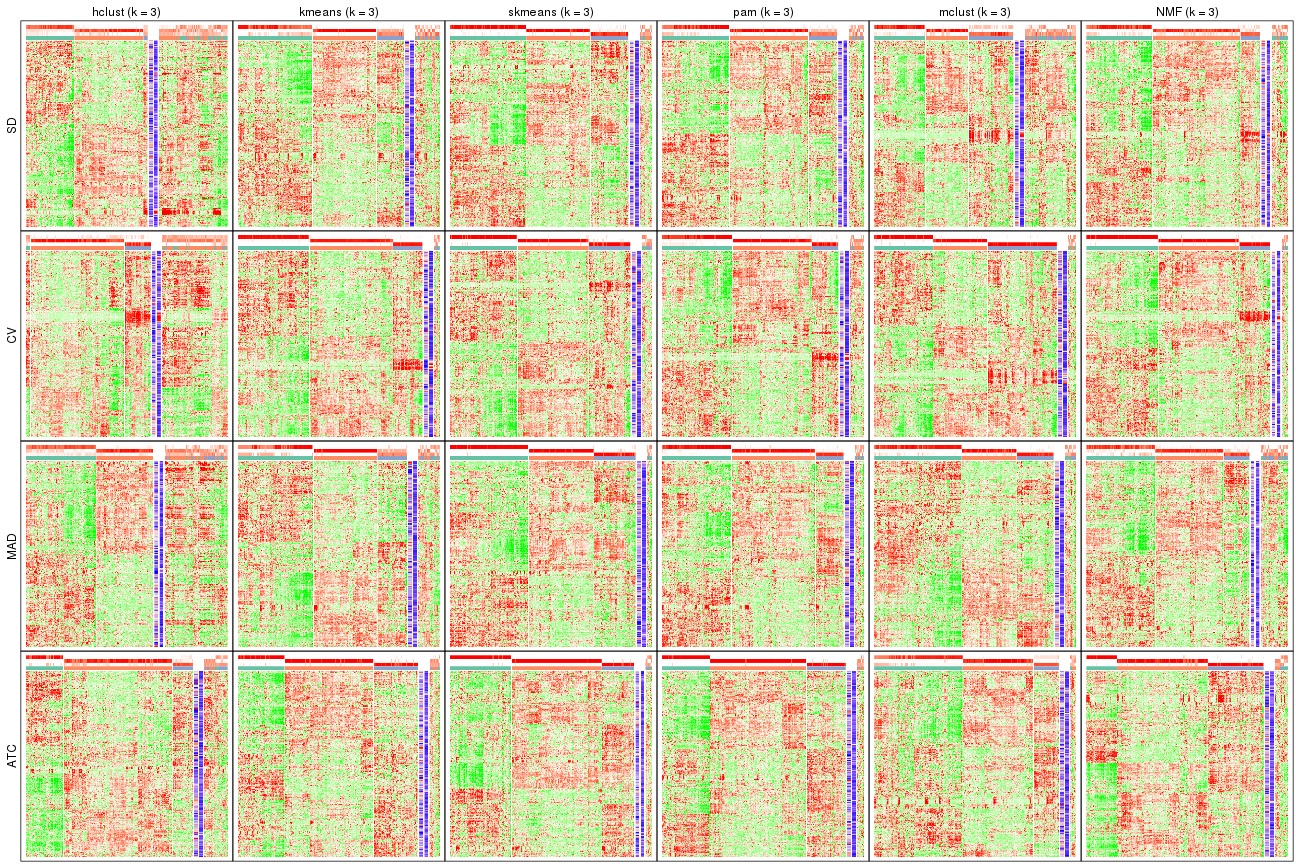 hclust (k = 3)
kmeans (k = 3)
skmeans (k = 3)
pam (k = 3)
mclust (k = 3)
NMF (k = 3)
SD
CV
MAD
ATC